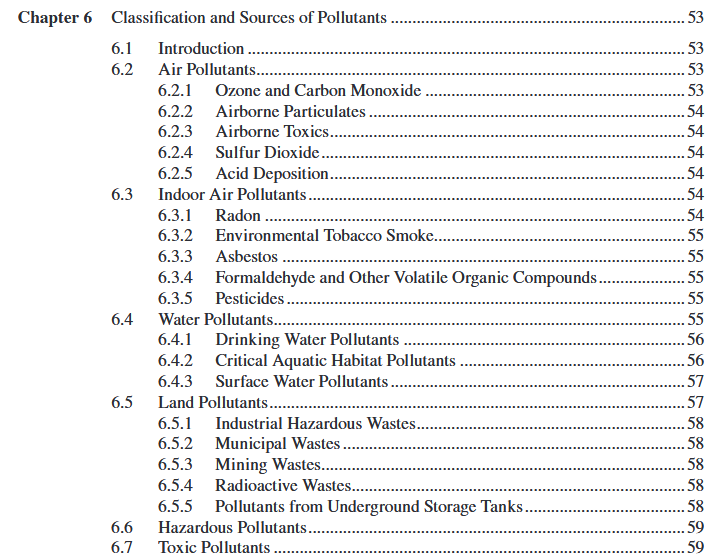 Chapter 6 Classification and Sources of Pollutants ........................................ 53
6.1 Introduction ........................................ 53
6.2 Air Pollutants ........................................ 53
6.2.1 Ozone and Carbon Monoxide ........................................ 53
6.2.2 Airborne Particulates ........................................ 54
6.2.3 Airborne Toxics ........................................ 54
6.2.4 Sulfur Dioxide ........................................ 54
6.2.5 Acid Deposition ........................................ 54
6.3 Indoor Air Pollutants ........................................ 54
6.3.1 Radon ........................................ 54
6.3.2 Environmental Tobacco Smoke ........................................ 55
6.3.3 Asbestos ........................................ 55
6.3.4 Formaldehyde and Other Volatile Organic Compounds ........................................ 55
6.3.5 Pesticides ........................................ 55
6.4 Water Pollutants ........................................ 55
6.4.1 Drinking Water Pollutants ........................................ 56
6.4.2 Critical Aquatic Habitat Pollutants ........................................ 56
6.4.3 Surface Water Pollutants ........................................ 57
6.5 Land Pollutants ........................................ 57
6.5.1 Industrial Hazardous Wastes ........................................ 58
6.5.2 Municipal Wastes ........................................ 58
6.5.3 Mining Wastes ........................................ 58
6.5.4 Radioactive Wastes ........................................ 58
6.5.5 Pollutants from Underground Storage Tanks ........................................ 58
6.6 Hazardous Pollutants ........................................ 59
6.7 Toxic Pollutants ........................................ 59